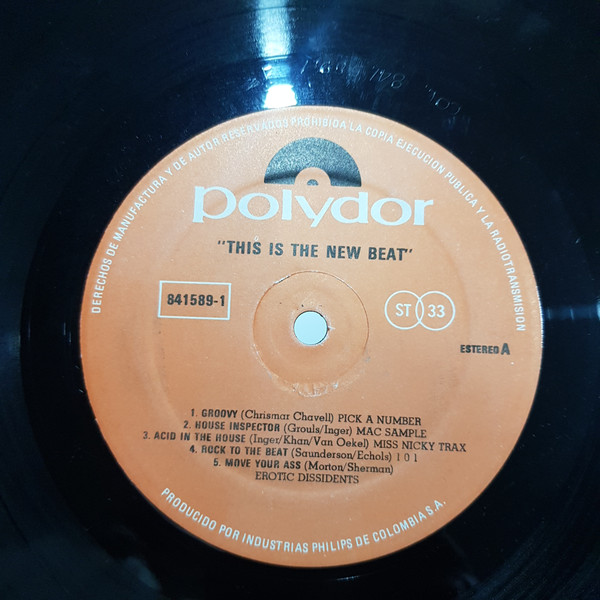 DERECHOS DE MANUFACTURA Y DE AUTOR RESERVADOS PROHIBIDA LA COPIA EJECUCION PUBLICA Y LA RADIOTRANSMISION
polydor
"THIS IS THE NEW BEAT"
841589-1
ST 33
ESTEREO A
1. GROOVY (Chrismar Chavell) PICK A NUMBER
2. HOUSE INSPECTOR (Grouls/Inger) MAC SAMPLE
3. ACID IN THE HOUSE (Inger/Khan/Van Oekel) MISS NICKY TRAX
4. ROCK TO THE BEAT (Saunderson/Echols) 1 0 1
5. MOVE YOUR ASS (Morton/Sherman)
EROTIC DISSIDENTS
PRODUCIDO POR INDUSTRIAS PHILIPS DE COLOMBIA S.A.